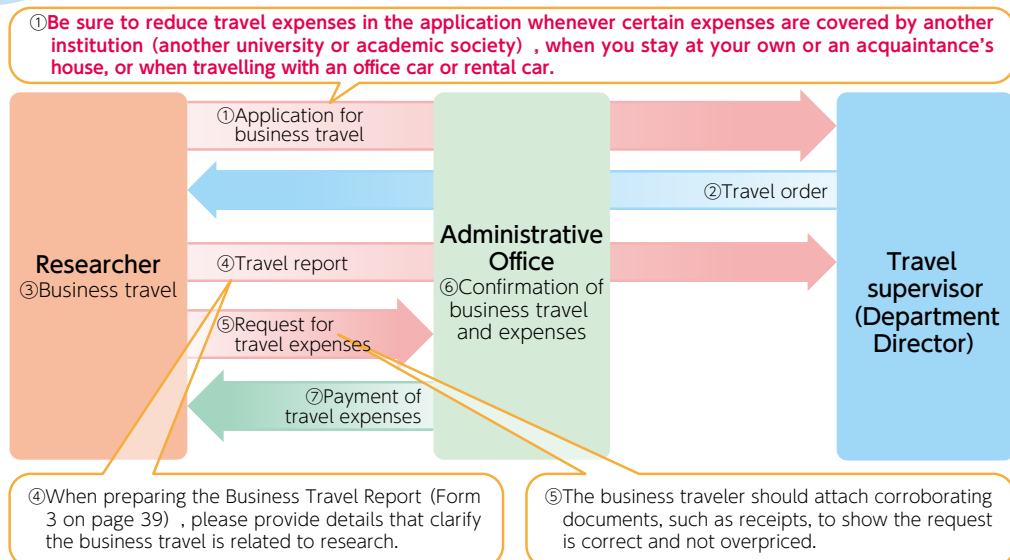 ①Be sure to reduce travel expenses in the application whenever certain expenses are covered by another
institution (another university or academic society) , when you stay at your own or an acquaintance's
house, or when travelling with an office car or rental car.
①Application for
business travel
②Travel order
Researcher
③Business travel
④Travel report
Administrative
Office
⑥Confirmation of
business travel
and expenses
Travel
supervisor
(Department
Director)
⑤Request for
travel expenses
⑦Payment of
travel expenses
④When preparing the Business Travel Report (Form
3 on page 39) , please provide details that clarify
the business travel is related to research.
⑤The business traveler should attach corroborating
documents, such as receipts, to show the request
is correct and not overpriced.